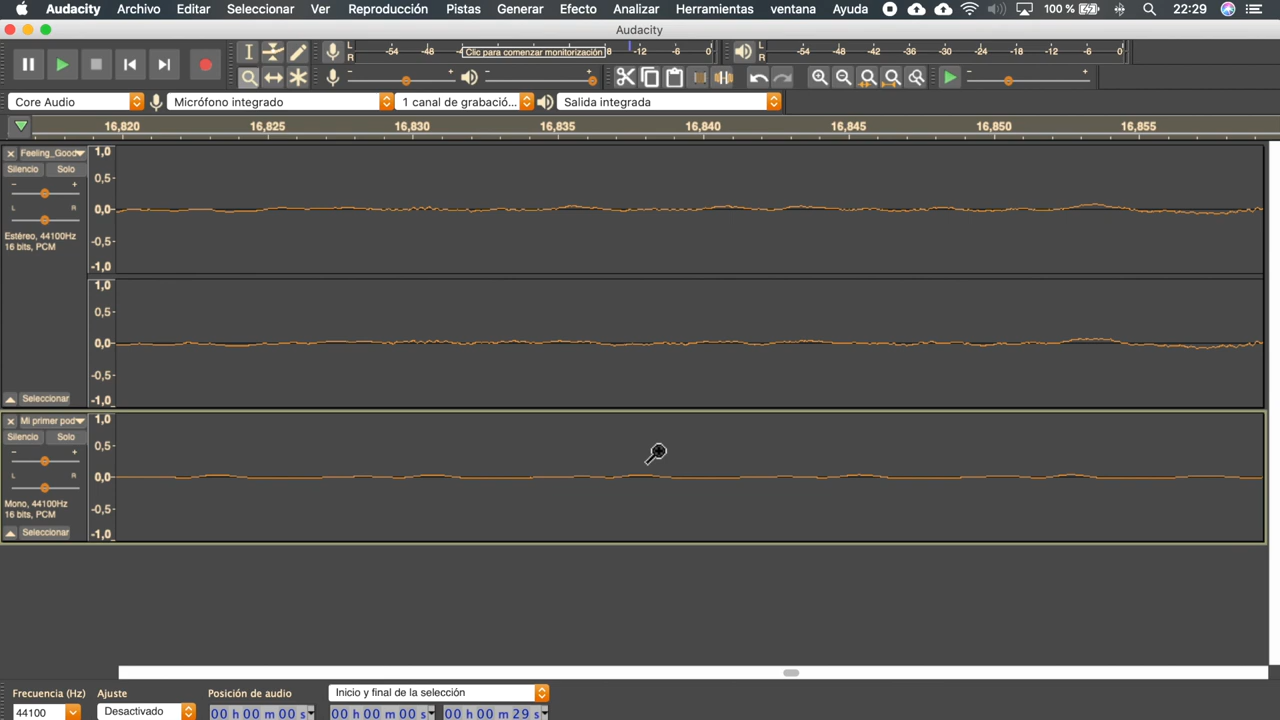 Audacity Archivo Editar Seleccionar Ver Reproducción Pistas Generar Efecto Analizar Herramientas ventana Ayuda 100 % 22:29
Audacity
L R -54 -48 Clic para comenzar monitorización 8 -12 -6 0 L R -54 -48 -42 -36 -30 -24 -18 -12 -6 0
- + - + - +
Core Audio Micrófono integrado 1 canal de grabació... Salida integrada
16,820 16,825 16,830 16,835 16,840 16,845 16,850 16,855
Feeling_Good 1,0
Silencio Solo
0,5-
- +
L R 0,0-
Estéreo, 44100Hz -0,5-
16 bits, PCM
-1,0
1,0
0,5-
0,0-
-0,5-
Seleccionar -1,0
Mi primer pod 1,0
Silencio Solo
0,5-
- +
L R 0,0-
Mono, 44100Hz -0,5-
16 bits, PCM
Seleccionar -1,0
Frecuencia (Hz) Ajuste Posición de audio Inicio y final de la selección
44100 Desactivado 00 h 00 m 00 s 00 h 00 m 00 s 00 h 00 m 29 s